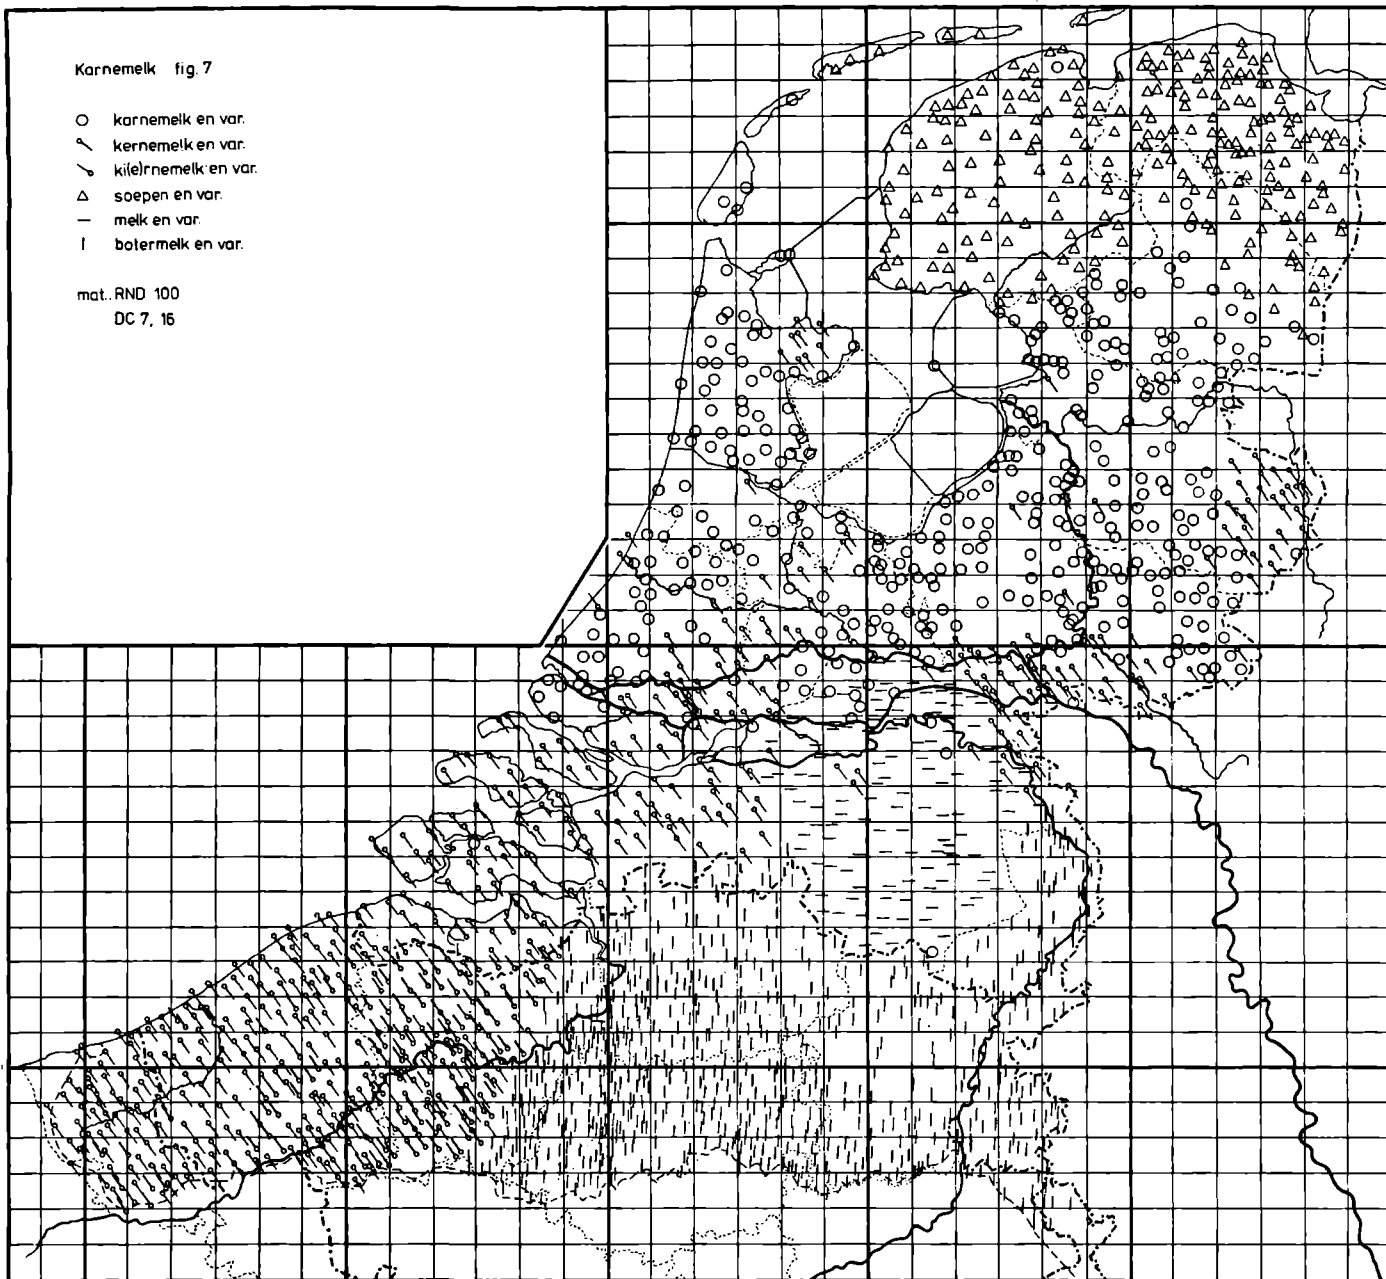 Karnemelk fig. 7
karnemelk en var.
kernemelk en var.
ki(e)rnemelk en var.
soepen en var.
melk en var.
botermelk en var.
mat.: RND 100
DC 7, 16